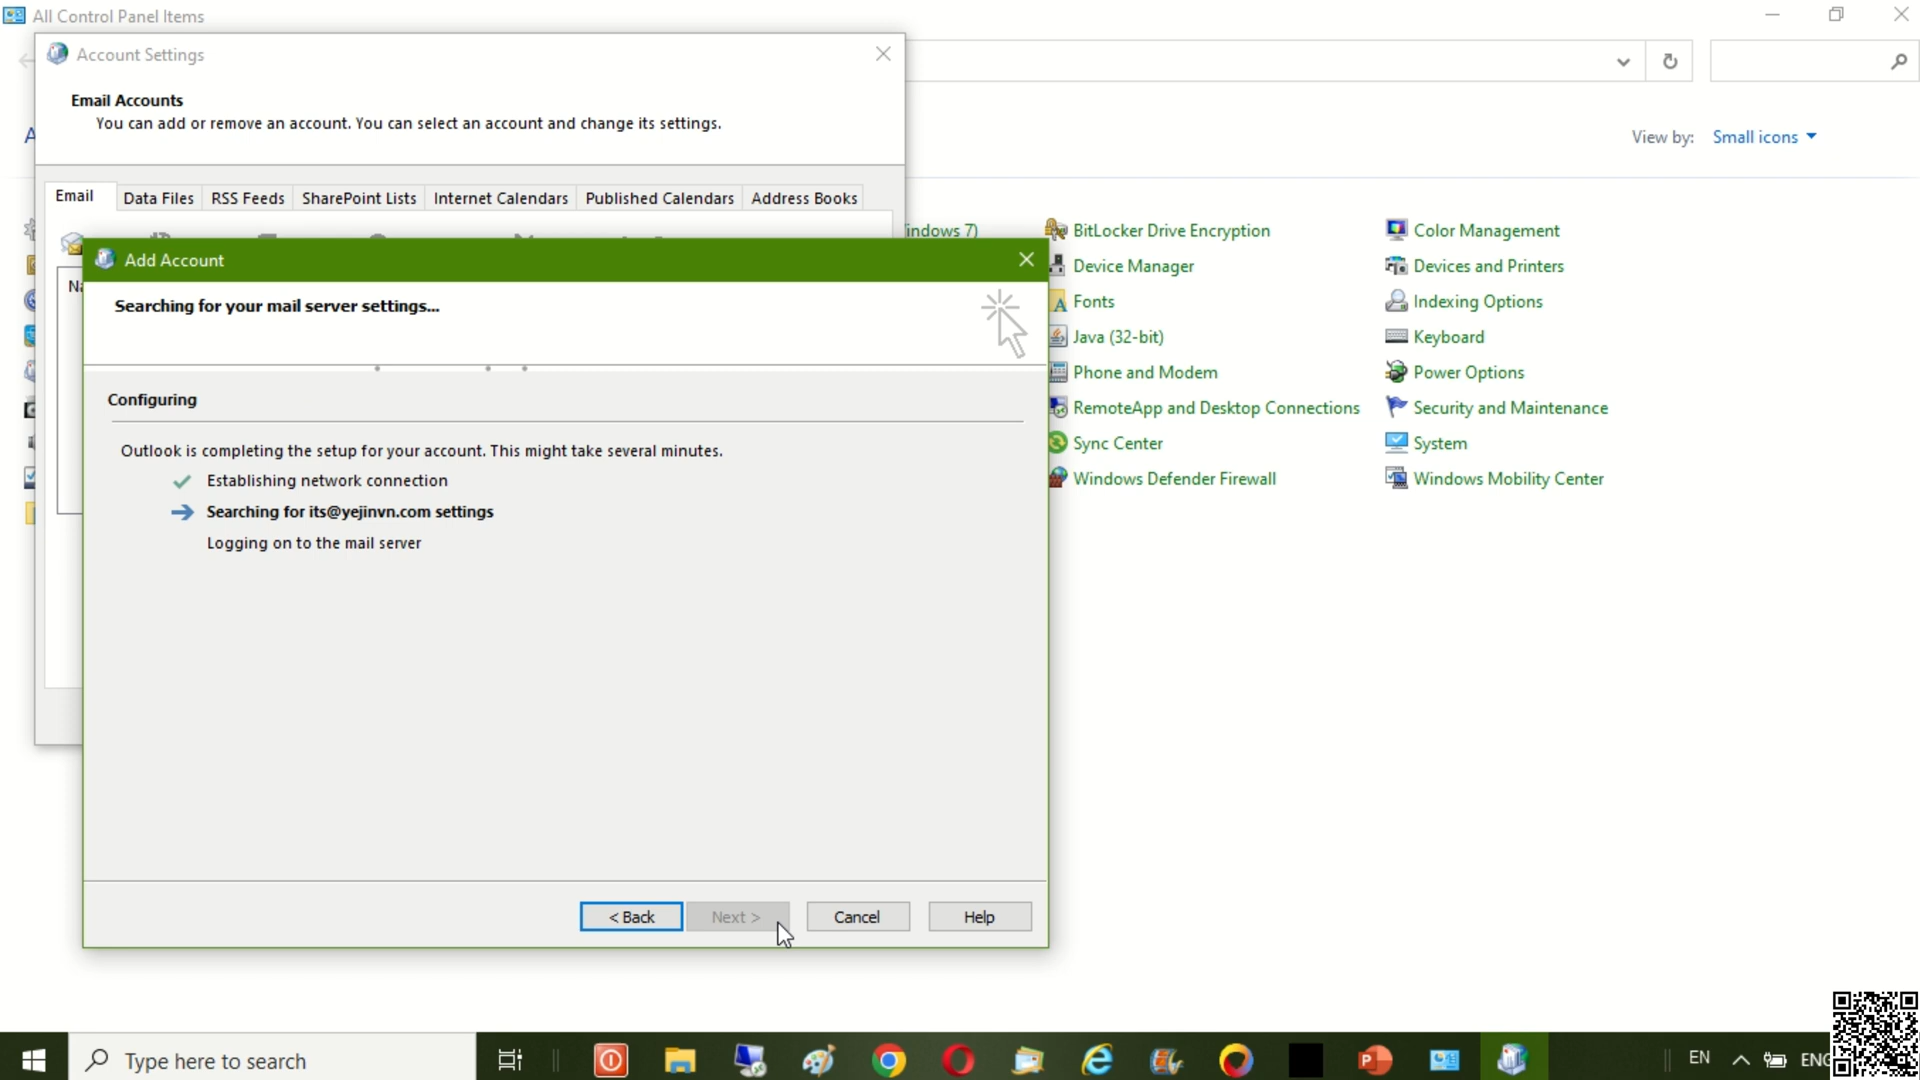 All Control Panel Items
Account Settings
Email Accounts
You can add or remove an account. You can select an account and change its settings.
View by: Small icons
Email Data Files RSS Feeds SharePoint Lists Internet Calendars Published Calendars Address Books
indows 7) BitLocker Drive Encryption Color Management
Add Account
Device Manager Devices and Printers
Searching for your mail server settings...
Fonts Indexing Options
Java (32-bit) Keyboard
Phone and Modem Power Options
Configuring
RemoteApp and Desktop Connections Security and Maintenance
Outlook is completing the setup for your account. This might take several minutes.
Sync Center System
Establishing network connection
Windows Defender Firewall Windows Mobility Center
Searching for its@yejinvn.com settings
Logging on to the mail server
< Back Next > Cancel Help
Type here to search
EN ENG